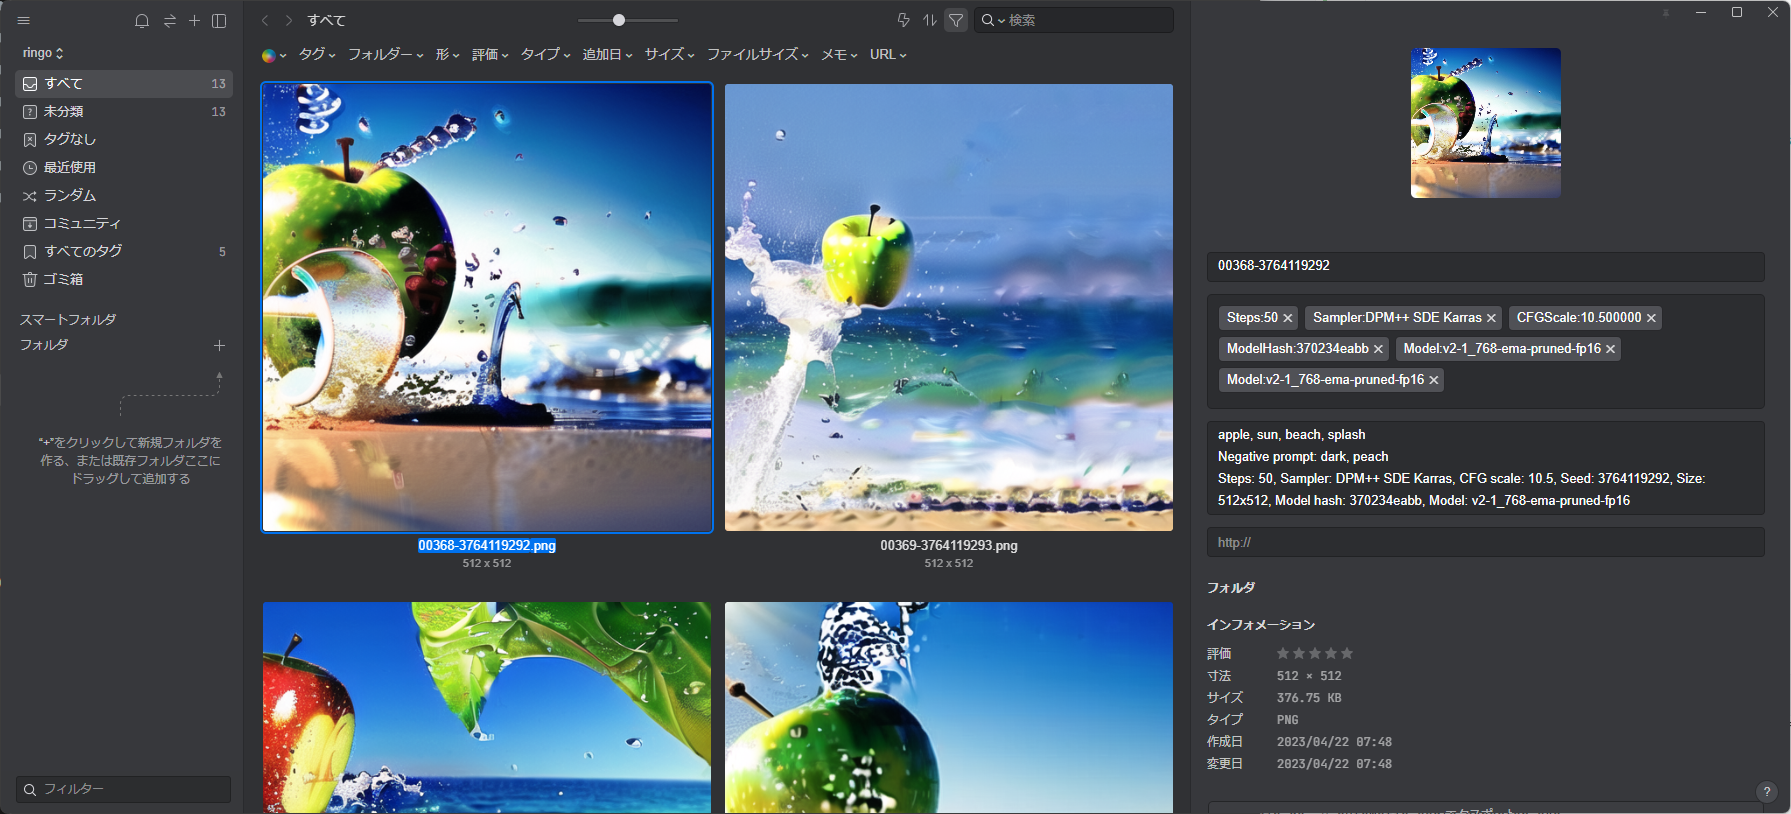 ringo
すべて 13
未分類 13
タグなし
最近使用
ランダム
コミュニティ
すべてのタグ 5
ゴミ箱
スマートフォルダ
フォルダ
“+”をクリックして新規フォルダを
作る、または既存フォルダここに
ドラッグして追加する
フィルター
すべて
検索
タグ フォルダー 形 評価 タイプ 追加日 サイズ ファイルサイズ メモ URL
00368-3764119292.png
512 x 512
00369-3764119293.png
512 x 512
00368-3764119292
Steps:50 Sampler:DPM++ SDE Karras CFGScale:10.500000
ModelHash:370234eabb Model:v2-1_768-ema-pruned-fp16
Model:v2-1_768-ema-pruned-fp16
apple, sun, beach, splash
Negative prompt: dark, peach
Steps: 50, Sampler: DPM++ SDE Karras, CFG scale: 10.5, Seed: 3764119292, Size:
512x512, Model hash: 370234eabb, Model: v2-1_768-ema-pruned-fp16
http://
フォルダ
インフォメーション
評価
寸法 512 × 512
サイズ 376.75 KB
タイプ PNG
作成日 2023/04/22 07:48
変更日 2023/04/22 07:48
?